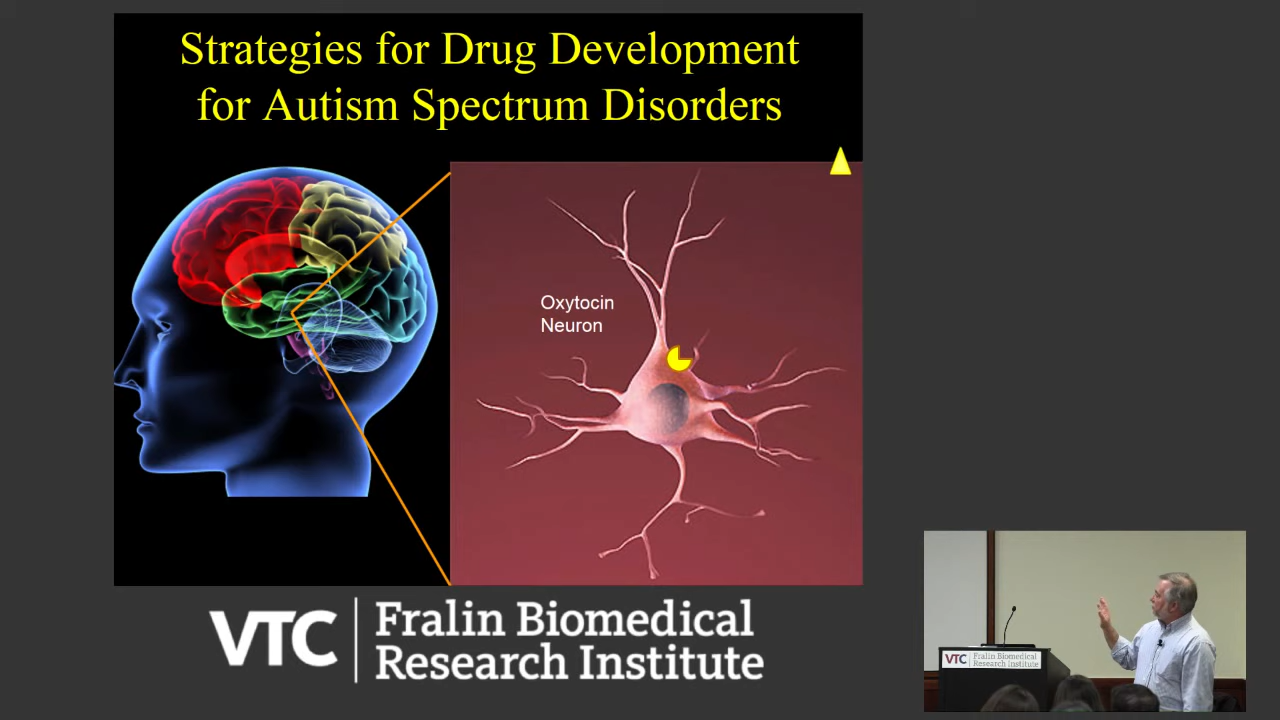 Strategies for Drug Development
for Autism Spectrum Disorders
Oxytocin
Neuron
VTC Fralin Biomedical
Research Institute
VTC Fralin Biomedical
Research Institute